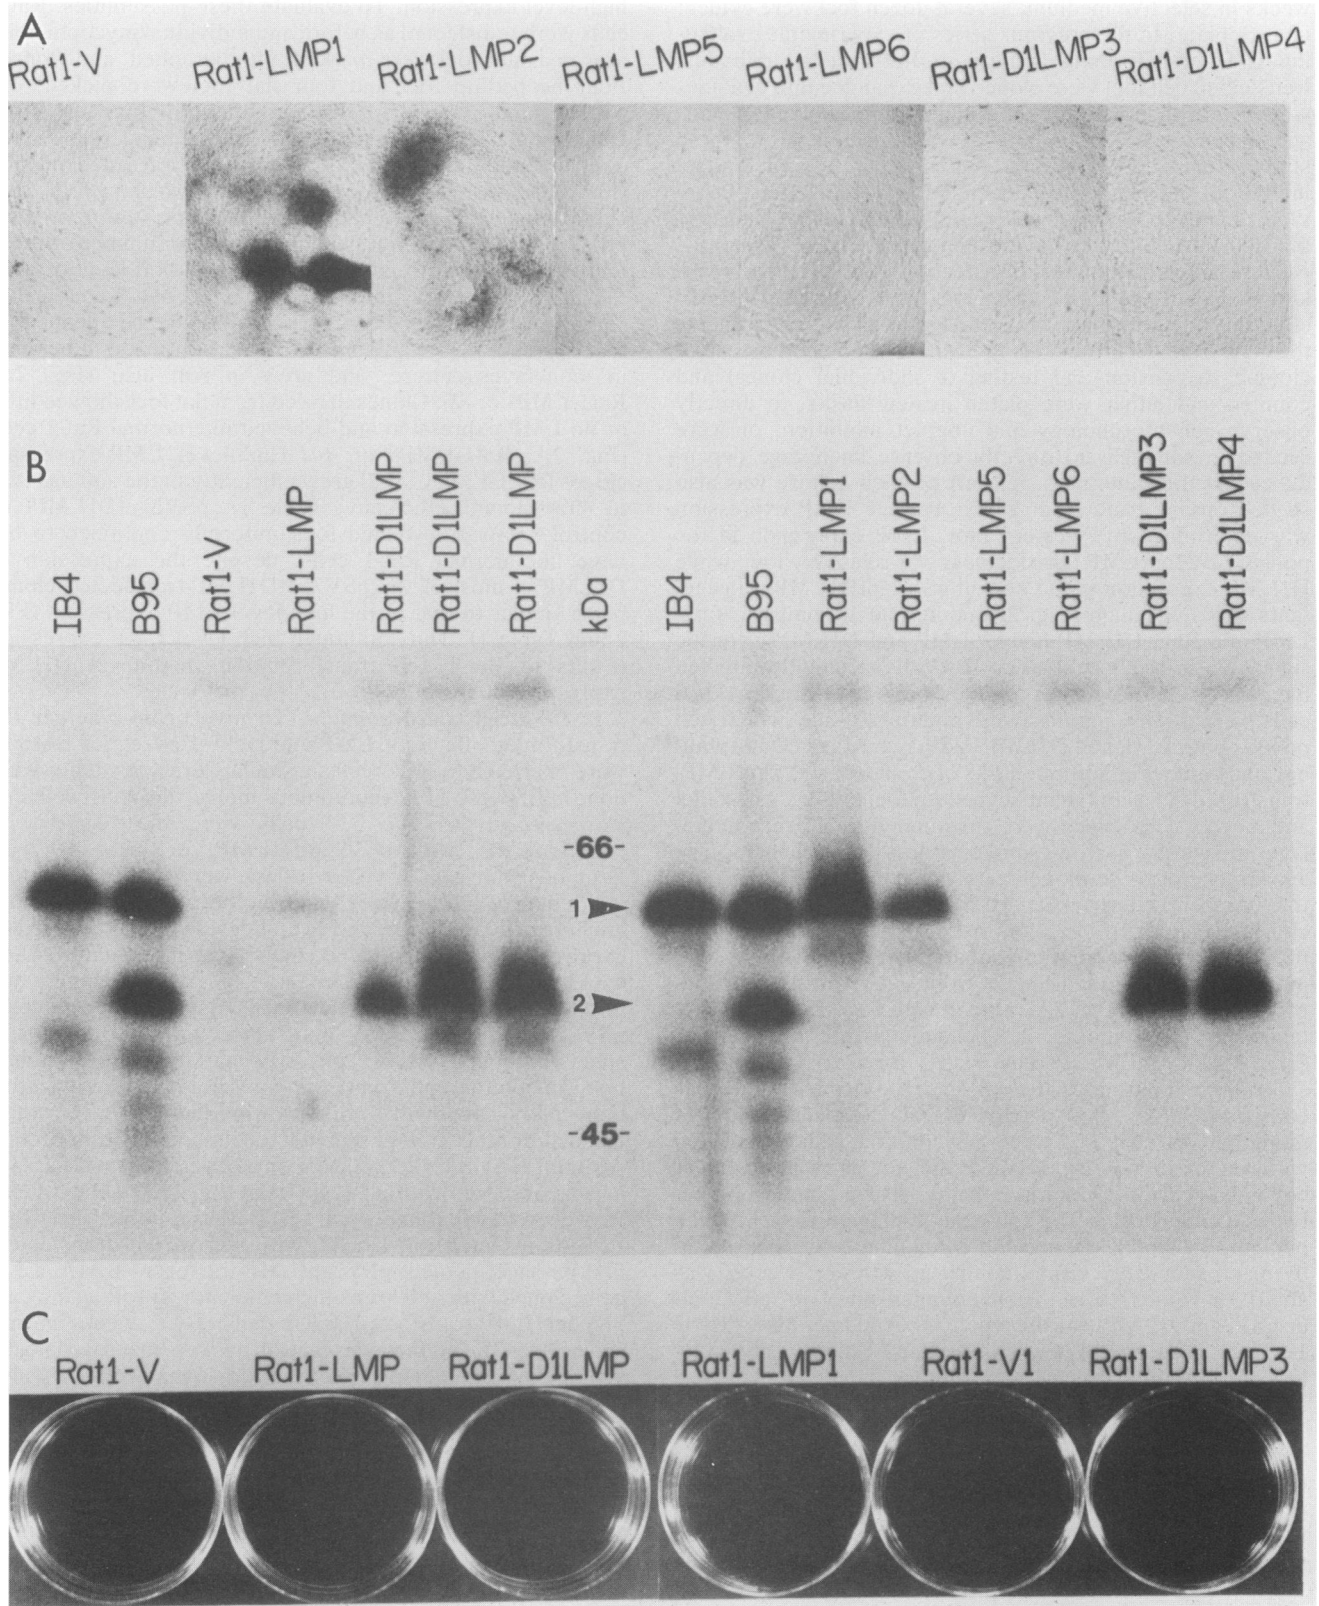 A
Rat1-V Rat1-LMP1 Rat1-LMP2 Rat1-LMP5 Rat1-LMP6 Rat1-D1LMP3 Rat1-D1LMP4
B
IB4 B95 Rat1-V Rat1-LMP Rat1-D1LMP Rat1-D1LMP Rat1-D1LMP kDa IB4 B95 Rat1-LMP1 Rat1-LMP2 Rat1-LMP5 Rat1-LMP6 Rat1-D1LMP3 Rat1-D1LMP4
-66-
1
2
-45-
C
Rat1-V Rat1-LMP Rat1-D1LMP Rat1-LMP1 Rat1-V1 Rat1-D1LMP3